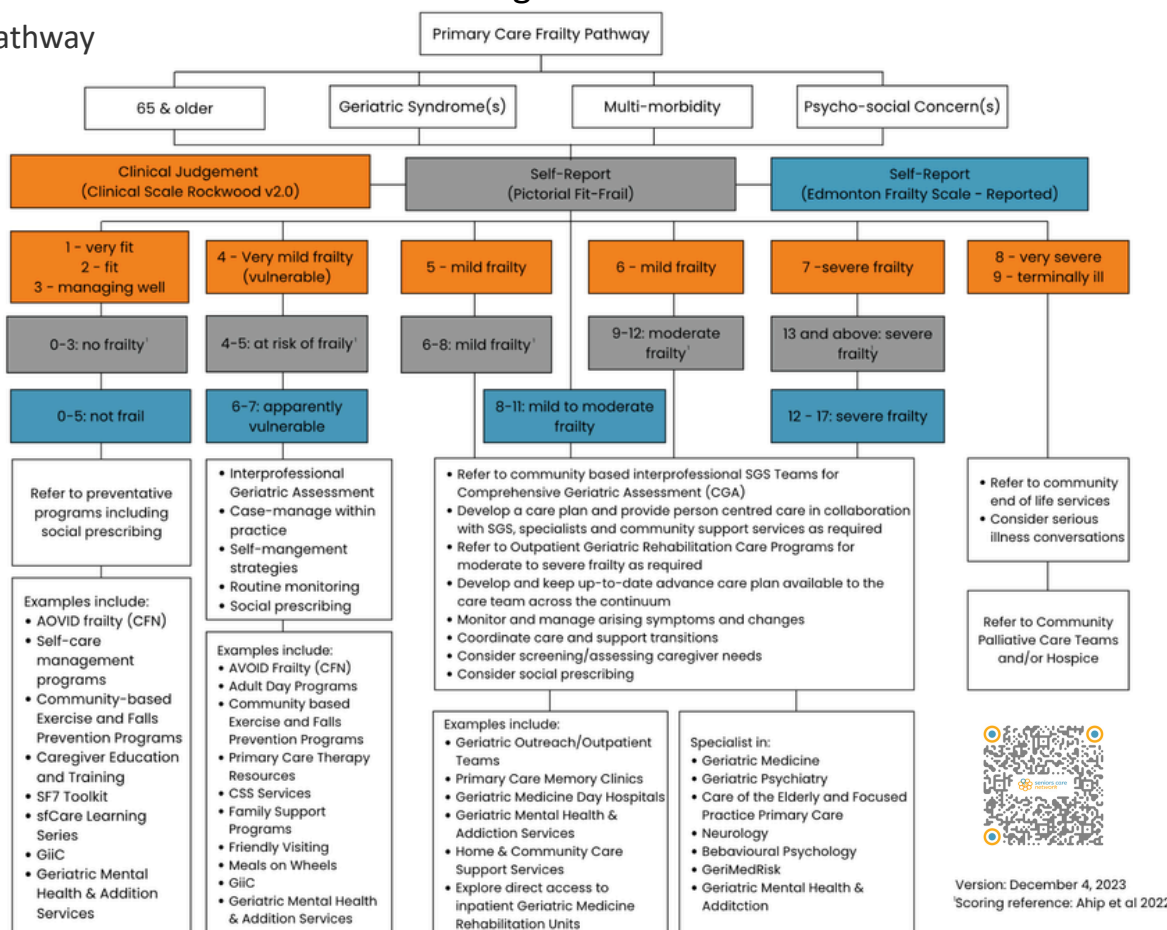 athway
Primary Care Frailty Pathway
65 & older
Geriatric Syndrome(s)
Multi-morbidity
Psycho-social Concern(s)
Clinical Judgement
(Clinical Scale Rockwood v2.0)
Self-Report
(Pictorial Fit-Frail)
Self-Report
(Edmonton Frailty Scale - Reported)
1 - very fit
2 - fit
3 - managing well
4 - Very mild frailty
(vulnerable)
5 - mild frailty
6 - mild frailty
7 -severe frailty
8 - very severe
9 - terminally ill
0-3: no frailty¹
4-5: at risk of fraily¹
6-8: mild frailty¹
9-12: moderate
frailty¹
13 and above: severe
frailty¹
0-5: not frail
6-7: apparently
vulnerable
8-11: mild to moderate
frailty
12 - 17: severe frailty
Refer to preventative
programs including
social prescribing
• Interprofessional
Geriatric Assessment
• Case-manage within
practice
• Self-mangement
strategies
• Routine monitoring
• Social prescribing
• Refer to community based interprofessional SGS Teams for
Comprehensive Geriatric Assessment (CGA)
• Develop a care plan and provide person centred care in collaboration
with SGS, specialists and community support services as required
• Refer to Outpatient Geriatric Rehabilitation Care Programs for
moderate to severe frailty as required
• Develop and keep up-to-date advance care plan available to the
care team across the continuum
• Monitor and manage arising symptoms and changes
• Coordinate care and support transitions
• Consider screening/assessing caregiver needs
• Consider social prescribing
• Refer to community
end of life services
• Consider serious
illness conversations
Examples include:
• AOVID frailty (CFN)
• Self-care
management
programs
• Community-based
Exercise and Falls
Prevention Programs
• Caregiver Education
and Training
• SF7 Toolkit
• sfCare Learning
Series
• GiiC
• Geriatric Mental
Health & Addition
Services
Examples include:
• AVOID Frailty (CFN)
• Adult Day Programs
• Community based
Exercise and Falls
Prevention Programs
• Primary Care Therapy
Resources
• CSS Services
• Family Support
Programs
• Friendly Visiting
• Meals on Wheels
• GiiC
• Geriatric Mental Health
& Addition Services
Examples include:
• Geriatric Outreach/Outpatient
Teams
• Primary Care Memory Clinics
• Geriatric Medicine Day Hospitals
• Geriatric Mental Health &
Addiction Services
• Home & Community Care
Support Services
• Explore direct access to
inpatient Geriatric Medicine
Rehabilitation Units
Specialist in:
• Geriatric Medicine
• Geriatric Psychiatry
• Care of the Elderly and Focused
Practice Primary Care
• Neurology
• Bebavioural Psychology
• GeriMedRisk
• Geriatric Mental Health &
Additction
Refer to Community
Palliative Care Teams
and/or Hospice
seniors care
network
Version: December 4, 2023
¹Scoring reference: Ahip et al 2022